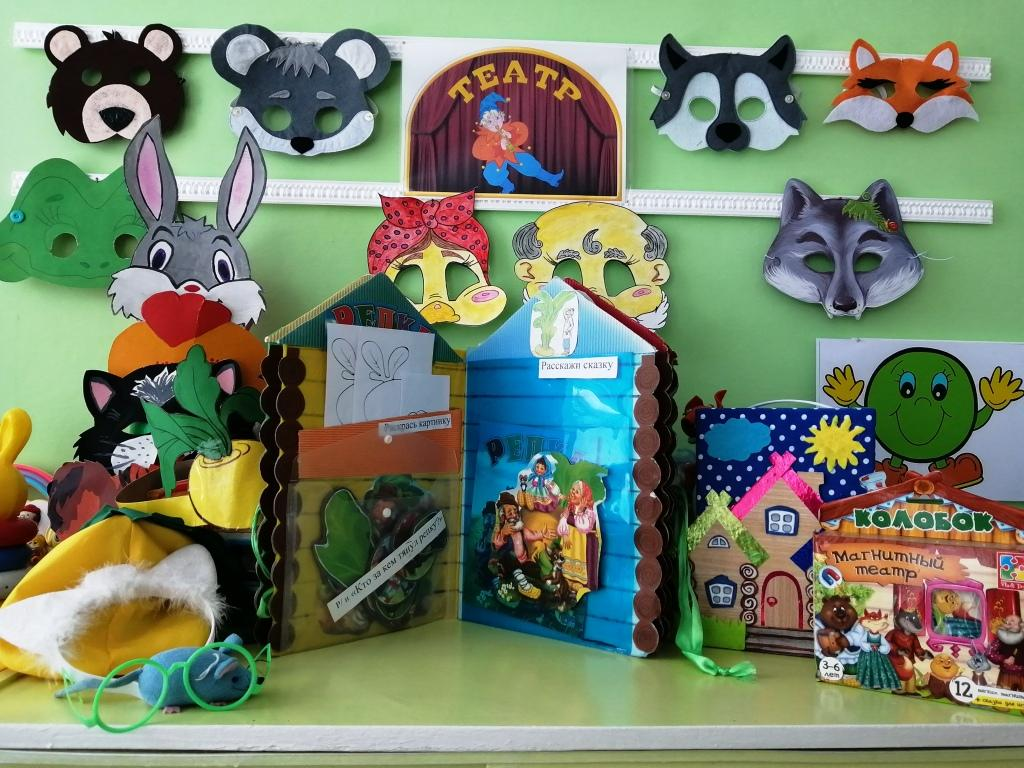 ТЕАТР
РЕПКА
Раскрась картинку
Р/и «Кто за кем тянул репку?»
Расскажи сказку
РЕПКА
КОЛОБОК
Магнитный
театр
3-6
лет
12